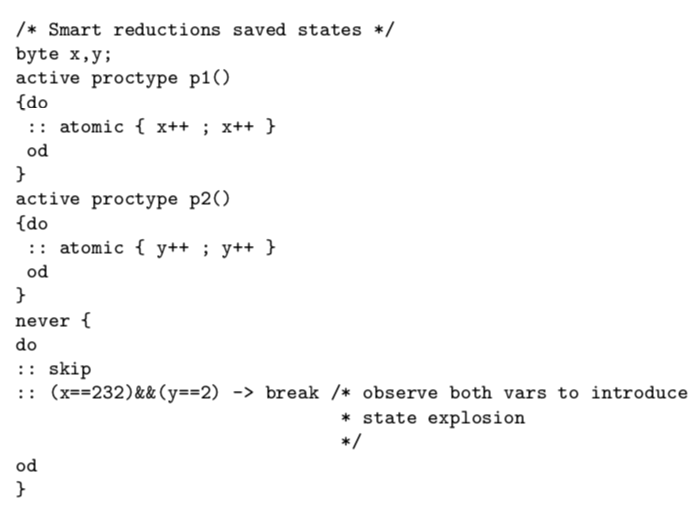 /* Smart reductions saved states */
byte x,y;
active proctype p1()
{do
 :: atomic { x++ ; x++ }
 od
}
active proctype p2()
{do
 :: atomic { y++ ; y++ }
 od
}
never {
do
:: skip
:: (x==232)&&(y==2) -> break /* observe both vars to introduce
                              * state explosion
                              */
od
}